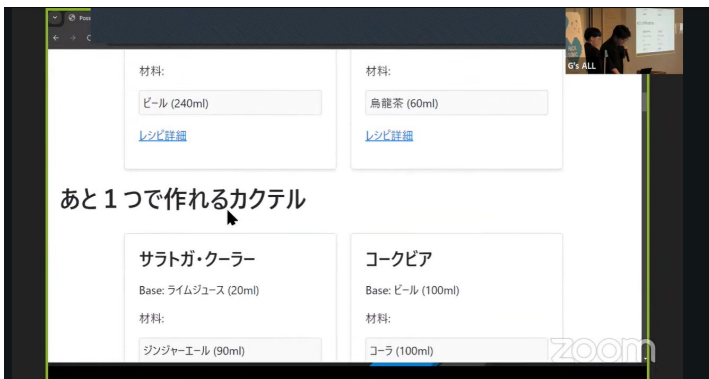 Poss
材料:
ビール (240ml)
レシピ詳細
材料:
烏龍茶 (60ml)
レシピ詳細
あと１つで作れるカクテル
サラトガ・クーラー
Base: ライムジュース (20ml)
材料:
ジンジャーエール (90ml)
コークビア
Base: ビール (100ml)
材料:
コーラ (100ml)
G's ALL
zoom